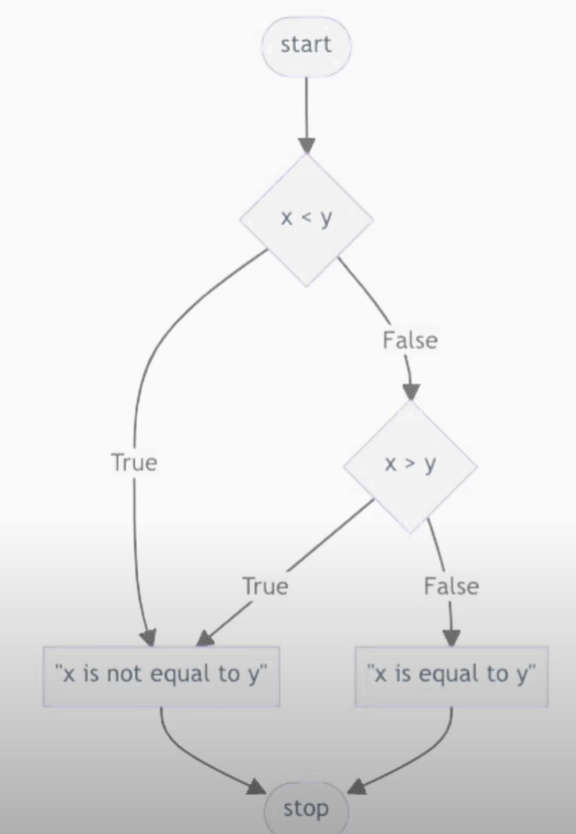 start
x < y
False
True
x > y
True
False
"x is not equal to y"
"x is equal to y"
stop